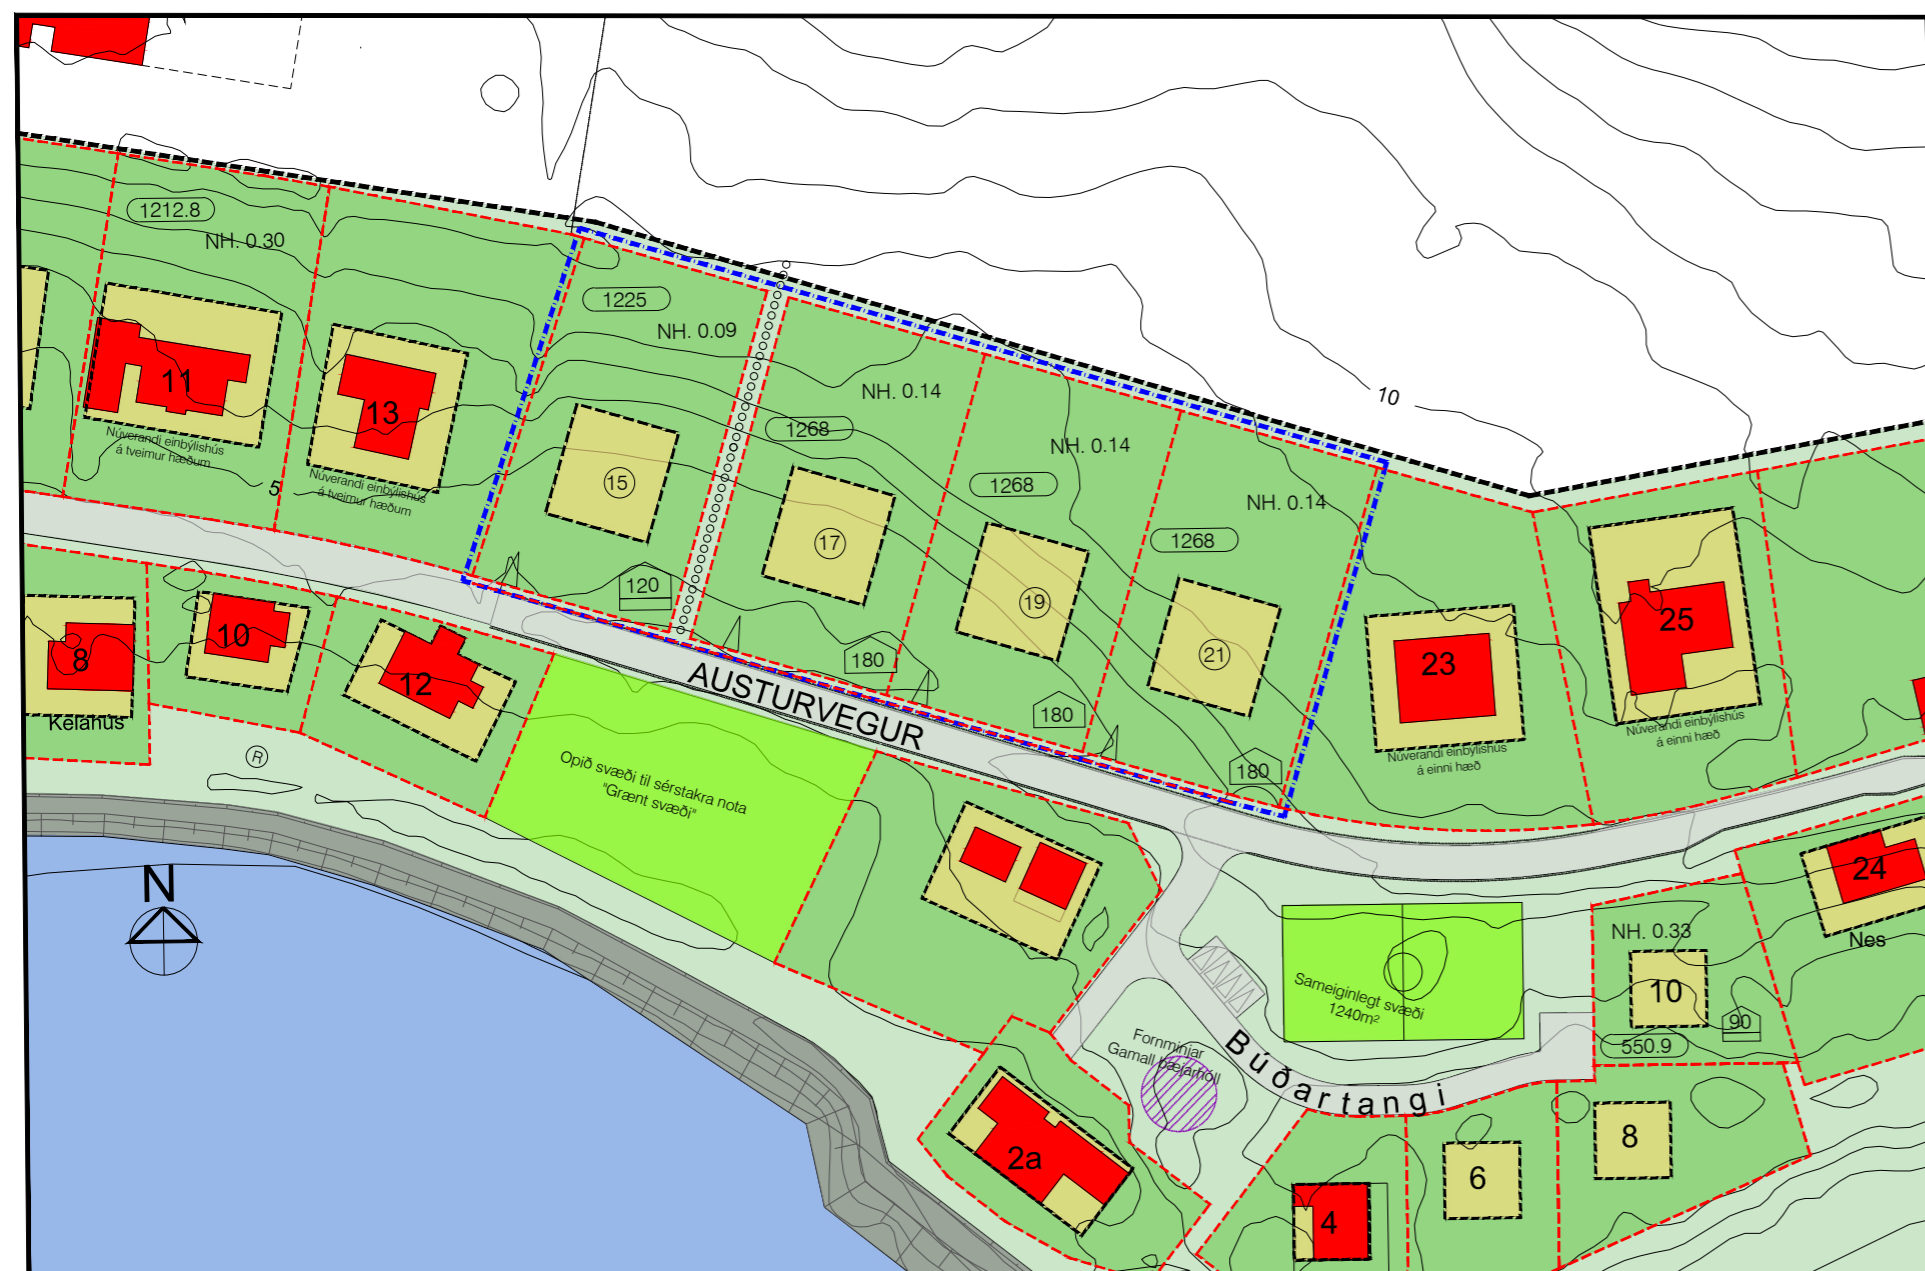 1212.8
NH. 0.30
1225
NH. 0.09
NH. 0.14
1268
NH. 0.14
1268
NH. 0.14
1268
10
11
Núverandi einbýlishús
á tveimur hæðum
13
Núverandi einbýlishús
á tveimur hæðum
5
15
17
19
21
23
Núverandi einbýlishús
á einni hæð
25
Núverandi einbýlishús
á einni hæð
120
180
180
180
AUSTURVEGUR
8
10
12
R
Opið svæði til sérstakra nota
"Grænt svæði"
N
24
Nes
NH. 0.33
10
90
550.9
Sameiginlegt svæði
1240m²
Fornminjar
Gamall bæjarhóll
Búðartangi
2a
4
6
8